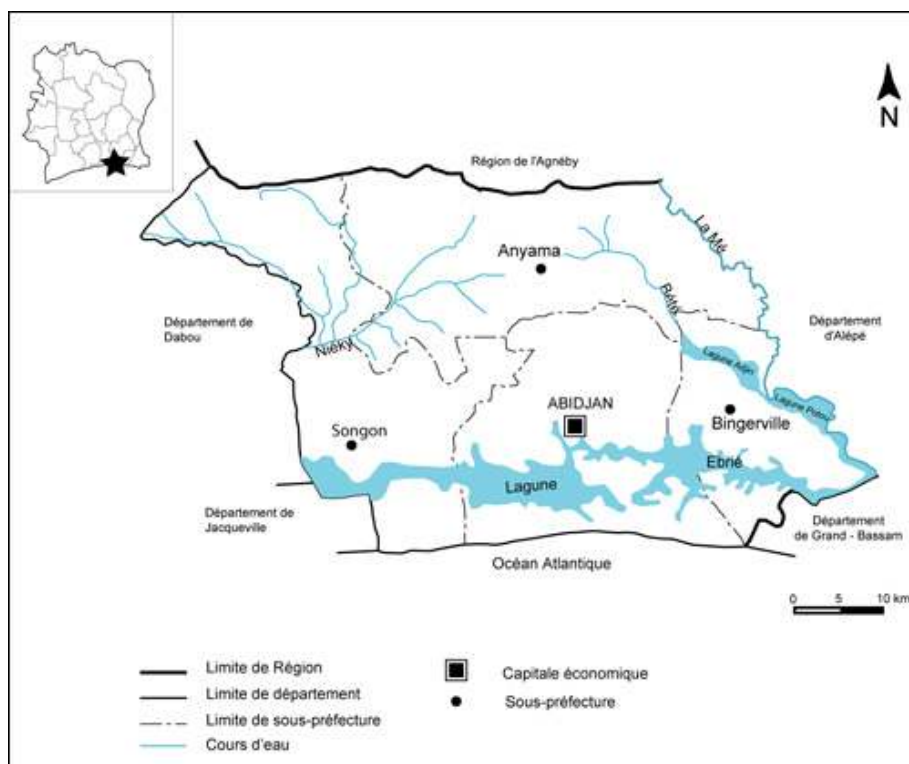 N
Région de l'Agnéby
La Mé
Anyama
Bété
Département de
Dabou
Département
d'Alépé
Niéky
Lagune Adjin
Lagune Potou
ABIDJAN
Bingerville
Songon
Ebrié
Lagune
Département de
Jacqueville
Département
de Grand - Bassam
Océan Atlantique
0 5 10 km
Limite de Région
Capitale économique
Limite de département
Sous-préfecture
Limite de sous-préfecture
Cours d'eau